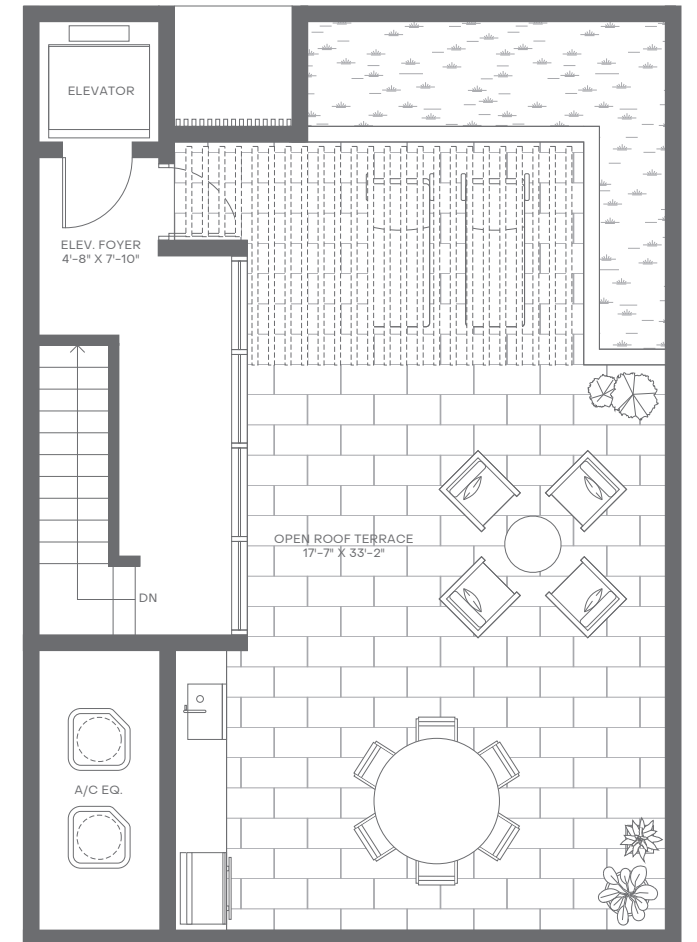 ELEVATOR
ELEV. FOYER
4'-8" X 7'-10"
OPEN ROOF TERRACE
17'-7" X 33'-2"
DN
A/C EQ.